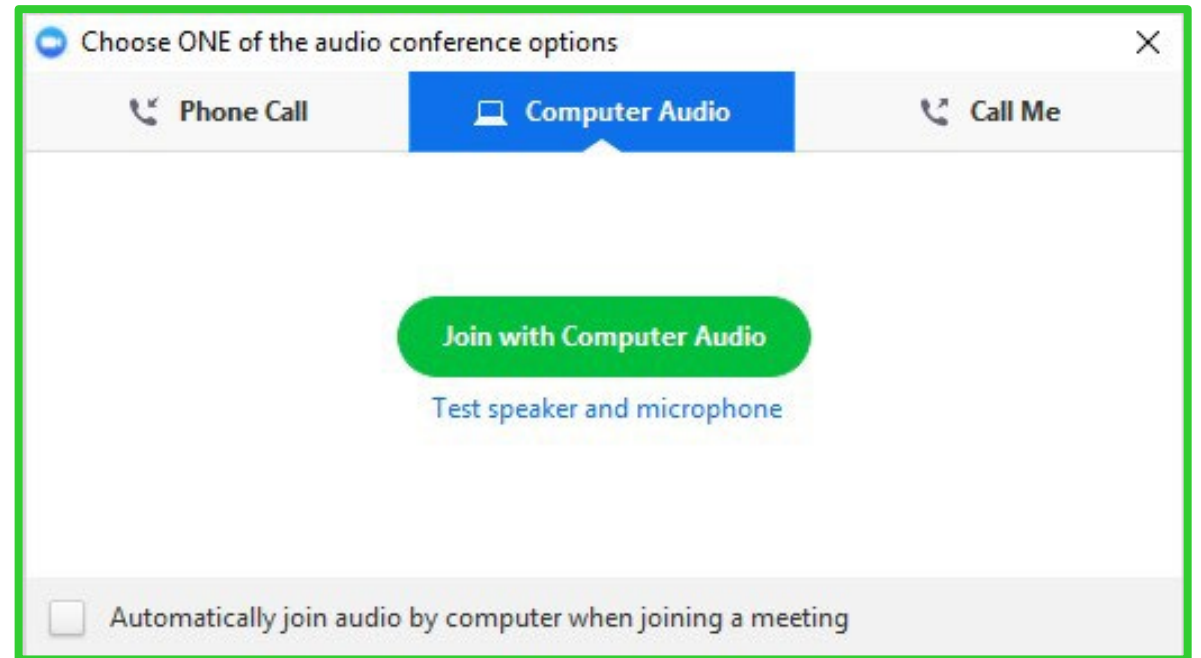 Choose ONE of the audio conference options
Phone Call
Computer Audio
Call Me
Join with Computer Audio
Test speaker and microphone
Automatically join audio by computer when joining a meeting